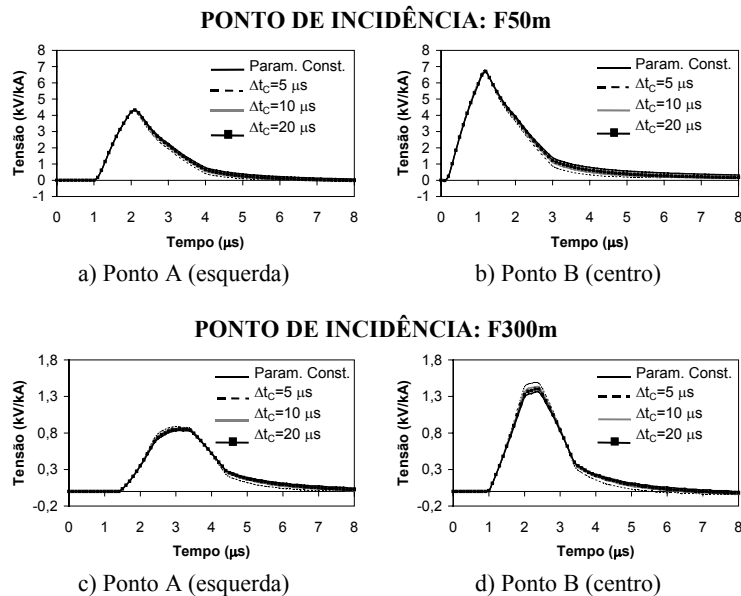 PONTO DE INCIDÊNCIA: F50m
Tensão (kV/kA)
8
7
6
5
4
3
2
1
0
-1
Param. Const.
Δt_C=5 μs
Δt_C=10 μs
Δt_C=20 μs
0 1 2 3 4 5 6 7 8
Tempo (μs)
a) Ponto A (esquerda)
Tensão (kV/kA)
8
7
6
5
4
3
2
1
0
-1
Param. Const.
Δt_C=5 μs
Δt_C=10 μs
Δt_C=20 μs
0 1 2 3 4 5 6 7 8
Tempo (μs)
b) Ponto B (centro)
PONTO DE INCIDÊNCIA: F300m
Tensão (kV/kA)
1,8
1,3
0,8
0,3
-0,2
Param. Const.
Δt_C=5 μs
Δt_C=10 μs
Δt_C=20 μs
0 1 2 3 4 5 6 7 8
Tempo (μs)
c) Ponto A (esquerda)
Tensão (kV/kA)
1,8
1,3
0,8
0,3
-0,2
Param. Const.
Δt_C=5 μs
Δt_C=10 μs
Δt_C=20 μs
0 1 2 3 4 5 6 7 8
Tempo (μs)
d) Ponto B (centro)